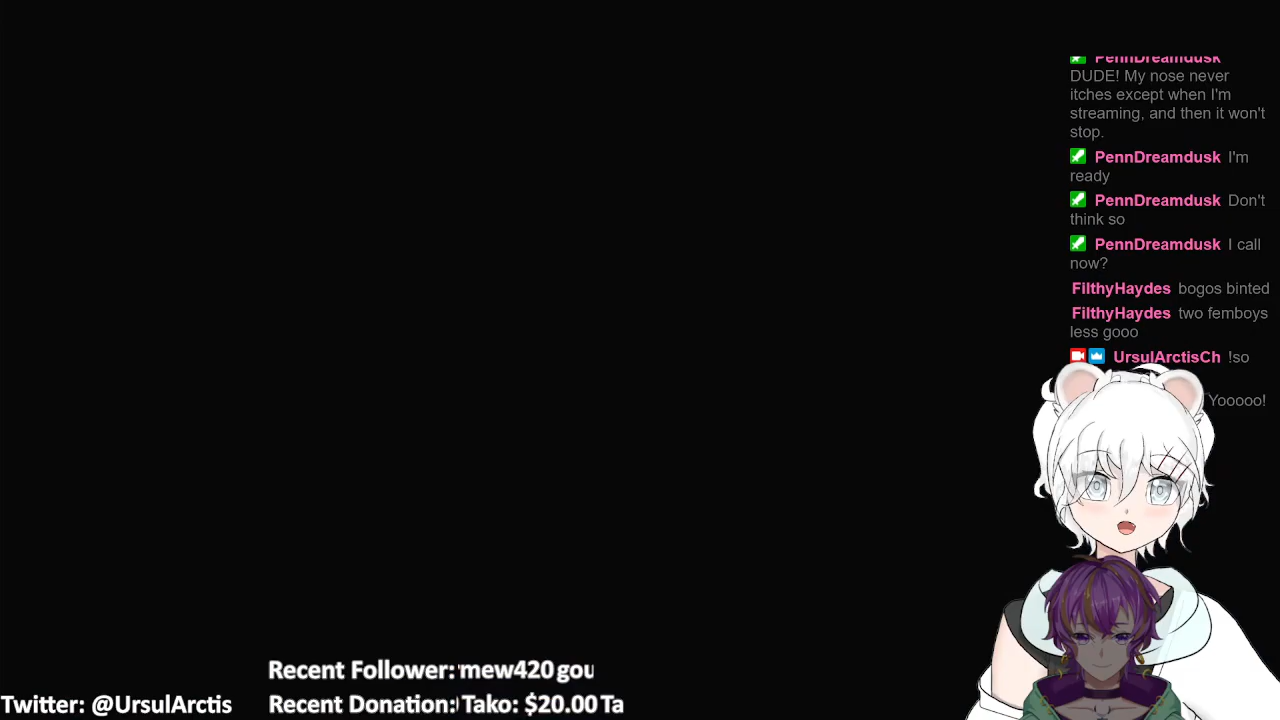 PennDreamdusk
DUDE! My nose never
itches except when I'm
streaming, and then it won't
stop.
PennDreamdusk I'm
ready
PennDreamdusk Don't
think so
PennDreamdusk I call
now?
FilthyHaydes bogos binted
FilthyHaydes two femboys
less gooo
UrsulArctisCh !so
Yooooo!
Recent Follower: mew420 gou
Twitter: @UrsulArctis
Recent Donation: Tako: $20.00 Ta